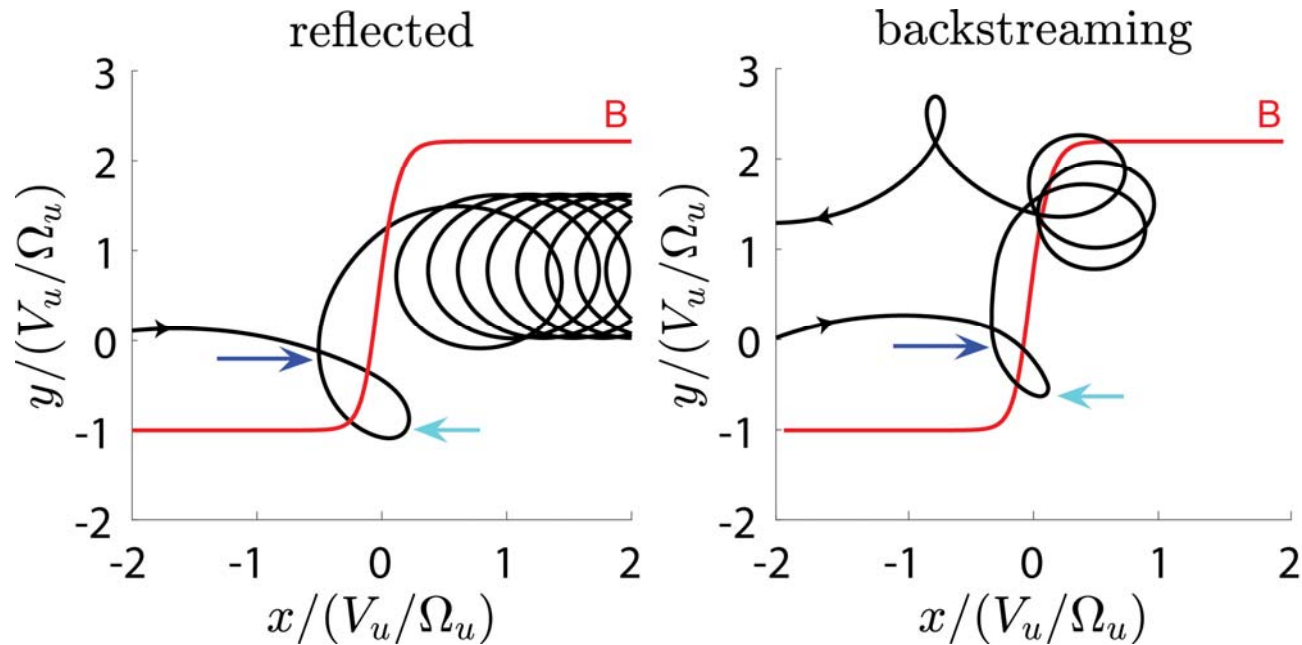 reflected
3
2
1
0
-1
-2
B
y/(V_u/Ω_u)
-2 -1 0 1 2
x/(V_u/Ω_u)
backstreaming
3
2
1
0
-1
-2
B
y/(V_u/Ω_u)
-2 -1 0 1 2
x/(V_u/Ω_u)